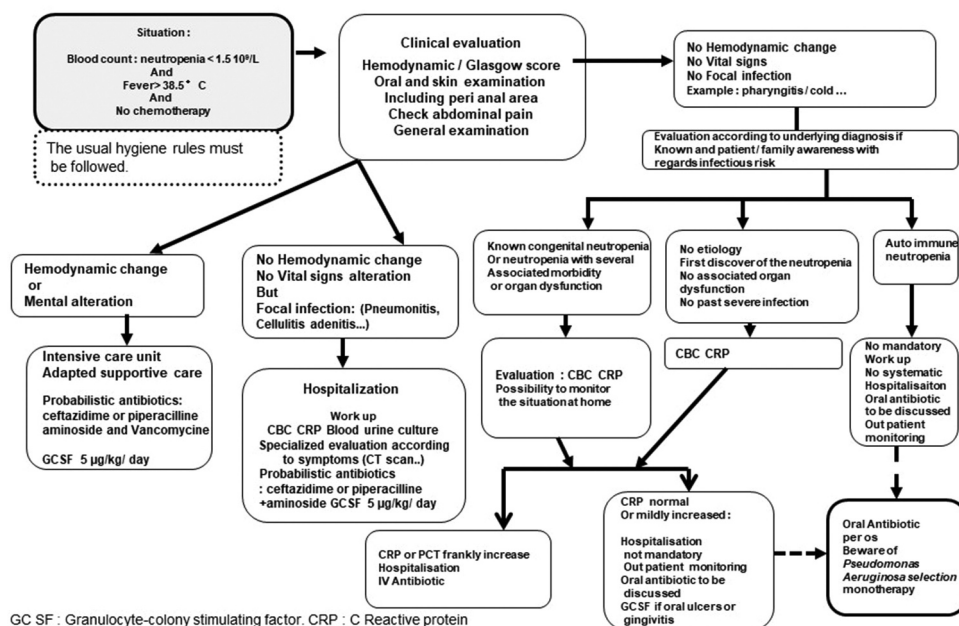 Situation :
Blood count : neutropenia < 1.5 10⁹/L
And
Fever> 38.5° C
And
No chemotherapy
The usual hygiene rules must
be followed.
Clinical evaluation
Hemodynamic / Glasgow score
Oral and skin examination
Including peri anal area
Check abdominal pain
General examination
No Hemodynamic change
No Vital signs
No Focal infection
Example : pharyngitis / cold ...
Evaluation according to underlying diagnosis if
Known and patient / family awareness with
regards infectious risk
Hemodynamic change
or
Mental alteration
No Hemodynamic change
No Vital signs alteration
But
Focal infection: (Pneumonitis,
Cellulitis adenitis...)
Known congenital neutropenia
Or neutropenia with several
Associated morbidity
or organ dysfunction
No etiology
First discover of the neutropenia
No associated organ
dysfunction
No past severe infection
Auto immune
neutropenia
Intensive care unit
Adapted supportive care
Probabilistic antibiotics:
ceftazidime or piperacilline
aminoside and Vancomycine
GCSF 5 µg/kg/ day
Hospitalization
Work up
CBC CRP Blood urine culture
Specialized evaluation according
to symptoms (CT scan..)
Probabilistic antibiotics
: ceftazidime or piperacilline
+aminoside GCSF 5 µg/kg/ day
Evaluation : CBC CRP
Possibility to monitor
the situation at home
CBC CRP
No mandatory
Work up
No systematic
Hospitalisaiton
Oral antibiotic
to be discussed
Out patient
monitoring
CRP or PCT frankly increase
Hospitalisation
IV Antibiotic
CRP normal
Or mildly increased :
Hospitalisation
not mandatory
Out patient monitoring
Oral antibiotic to be
discussed
GCSF if oral ulcers or
gingivitis
Oral Antibiotic
per os
Beware of
Pseudomonas
Aeruginosa selection
monotherapy
GC SF : Granulocyte-colony stimulating factor. CRP : C Reactive protein